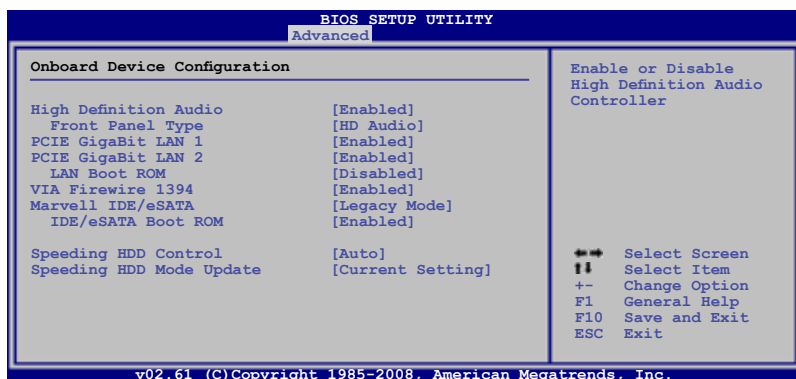 BIOS SETUP UTILITY
Advanced
Onboard Device Configuration
High Definition Audio [Enabled]
Front Panel Type [HD Audio]
PCIE GigaBit LAN 1 [Enabled]
PCIE GigaBit LAN 2 [Enabled]
LAN Boot ROM [Disabled]
VIA Firewire 1394 [Enabled]
Marvell IDE/eSATA [Legacy Mode]
IDE/eSATA Boot ROM [Enabled]
Speeding HDD Control [Auto]
Speeding HDD Mode Update [Current Setting]
Enable or Disable
High Definition Audio
Controller
←→ Select Screen
↑↓ Select Item
+- Change Option
F1 General Help
F10 Save and Exit
ESC Exit
v02.61 (C)Copyright 1985-2008, American Megatrends, Inc.